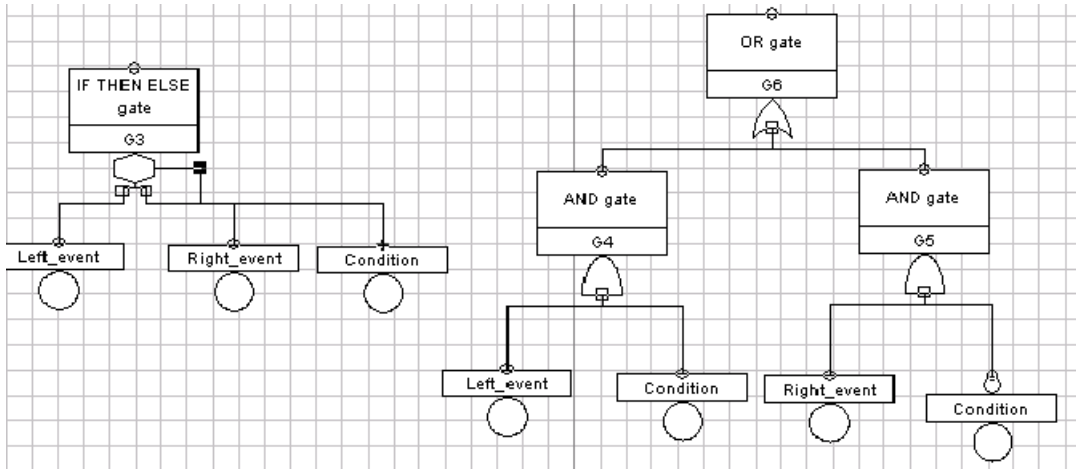 IF THEN ELSE
gate
G3
Left_event
Right_event
Condition
OR gate
G6
AND gate
G4
AND gate
G5
Left_event
Condition
Right_event
Condition